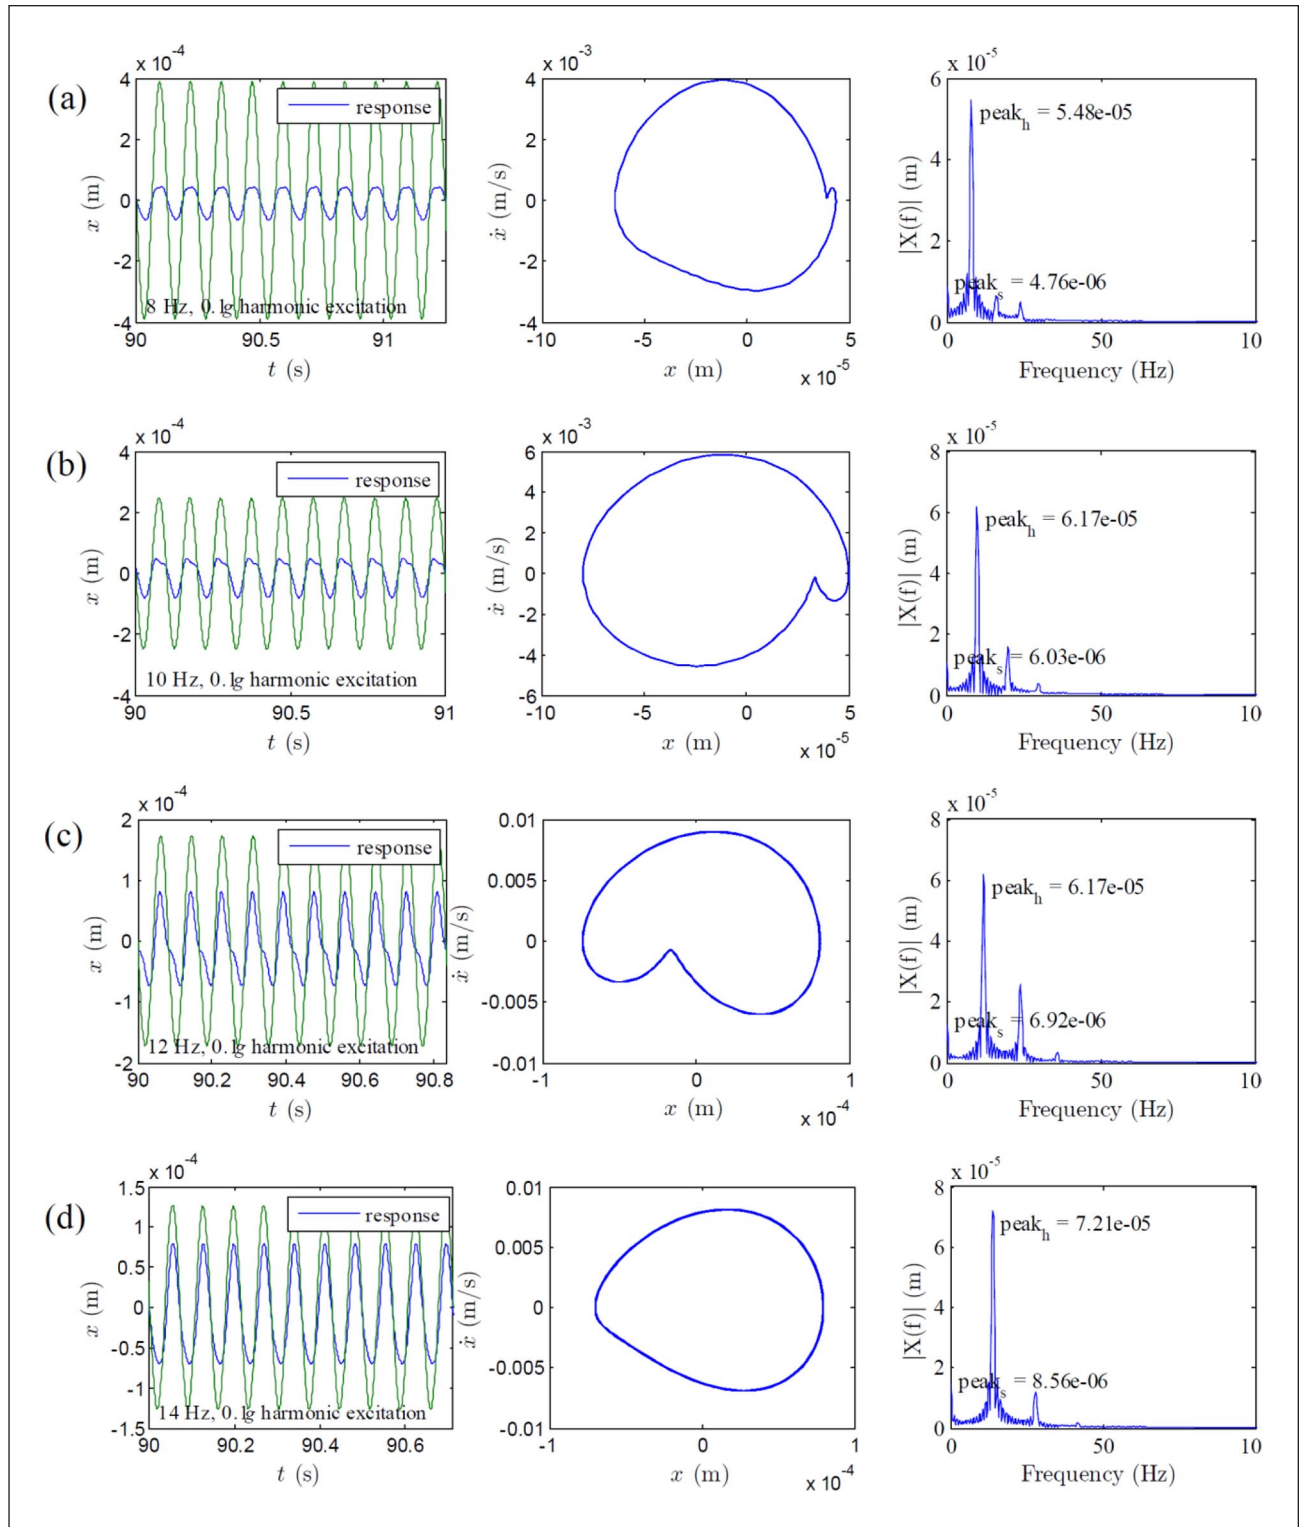 (a)
x 10^-4
4
2
0
-2
-4
x (m)
response
8 Hz, 0.1g harmonic excitation
90 90.5 91
t (s)
x 10^-3
4
3
2
1
0
-1
-2
-3
-4
ẋ (m/s)
-10 -5 0 5
x (m)
x 10^-5
x 10^-5
6
4
2
0
|X(f)| (m)
peak_h = 5.48e-05
peak_s = 4.76e-06
0 50 10
Frequency (Hz)
(b)
x 10^-4
4
2
0
-2
-4
x (m)
response
10 Hz, 0.1g harmonic excitation
90 90.5 91
t (s)
x 10^-3
6
4
2
0
-2
-4
-6
ẋ (m/s)
-10 -5 0 5
x (m)
x 10^-5
x 10^-5
8
6
4
2
0
|X(f)| (m)
peak_h = 6.17e-05
peak_s = 6.03e-06
0 50 10
Frequency (Hz)
(c)
x 10^-4
2
1
0
-1
-2
x (m)
response
12 Hz, 0.1g harmonic excitation
90 90.2 90.4 90.6 90.8
t (s)
0.01
0.005
0
-0.005
-0.01
ẋ (m/s)
-1 0 1
x (m)
x 10^-4
x 10^-5
8
6
4
2
0
|X(f)| (m)
peak_h = 6.17e-05
peak_s = 6.92e-06
0 50 10
Frequency (Hz)
(d)
x 10^-4
1.5
1
0.5
0
-0.5
-1
-1.5
x (m)
response
14 Hz, 0.1g harmonic excitation
90 90.2 90.4 90.6
t (s)
0.01
0.005
0
-0.005
-0.01
ẋ (m/s)
-1 0 1
x (m)
x 10^-4
x 10^-5
8
6
4
2
0
|X(f)| (m)
peak_h = 7.21e-05
peak_s = 8.56e-06
0 50 10
Frequency (Hz)